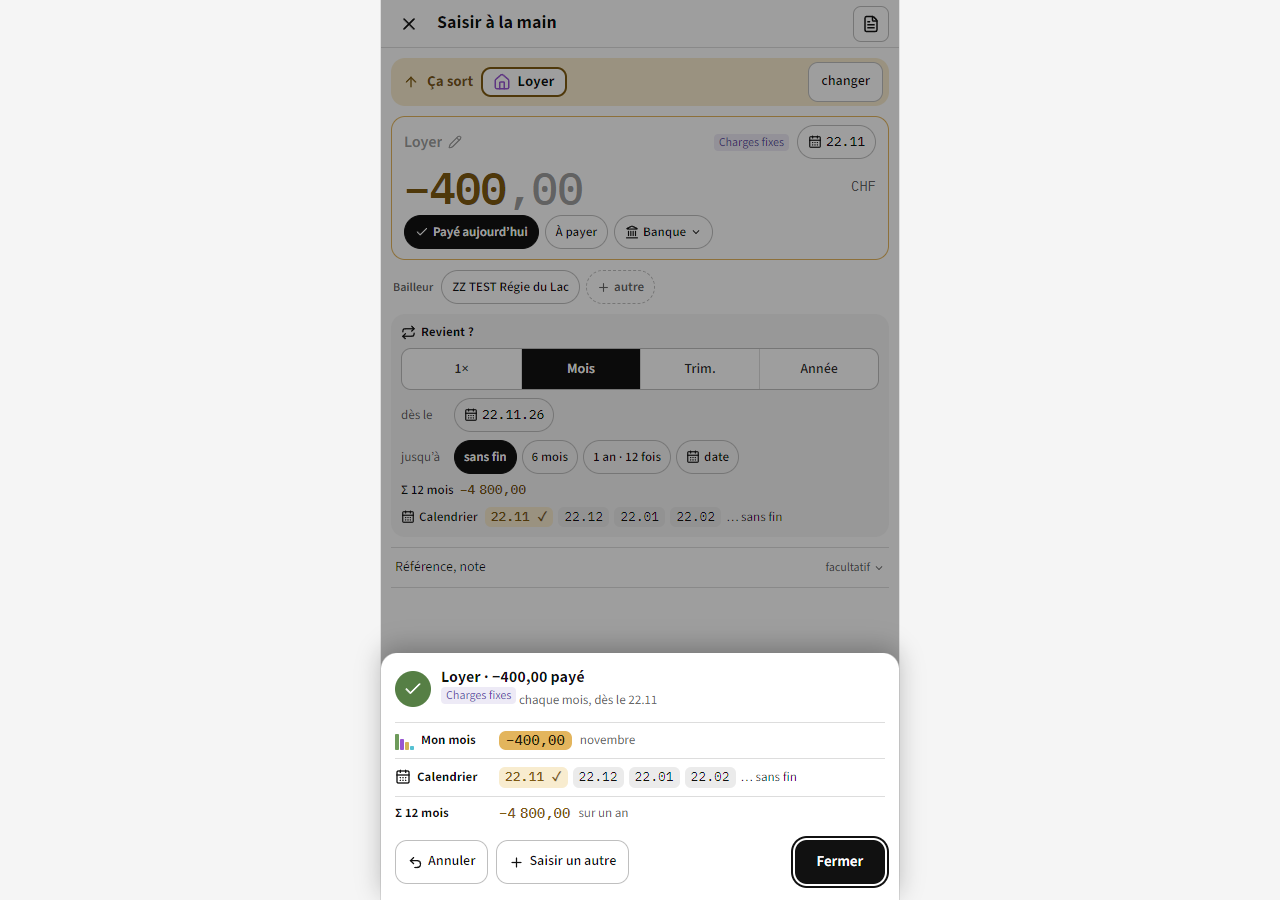 Saisir à la main
Ça sort Loyer changer
Loyer Charges fixes 22.11
−400,00 CHF
Payé aujourd’hui À payer Banque
Bailleur ZZ TEST Régie du Lac autre
Revient ?
1× Mois Trim. Année
dès le 22.11.26
jusqu’à sans fin 6 mois 1 an · 12 fois date
Σ 12 mois −4 800,00
Calendrier 22.11 ✓ 22.12 22.01 22.02 … sans fin
Référence, note facultatif
Loyer · −400,00 payé
Charges fixes chaque mois, dès le 22.11
Mon mois −400,00 novembre
Calendrier 22.11 ✓ 22.12 22.01 22.02 … sans fin
Σ 12 mois −4 800,00 sur un an
Annuler Saisir un autre Fermer